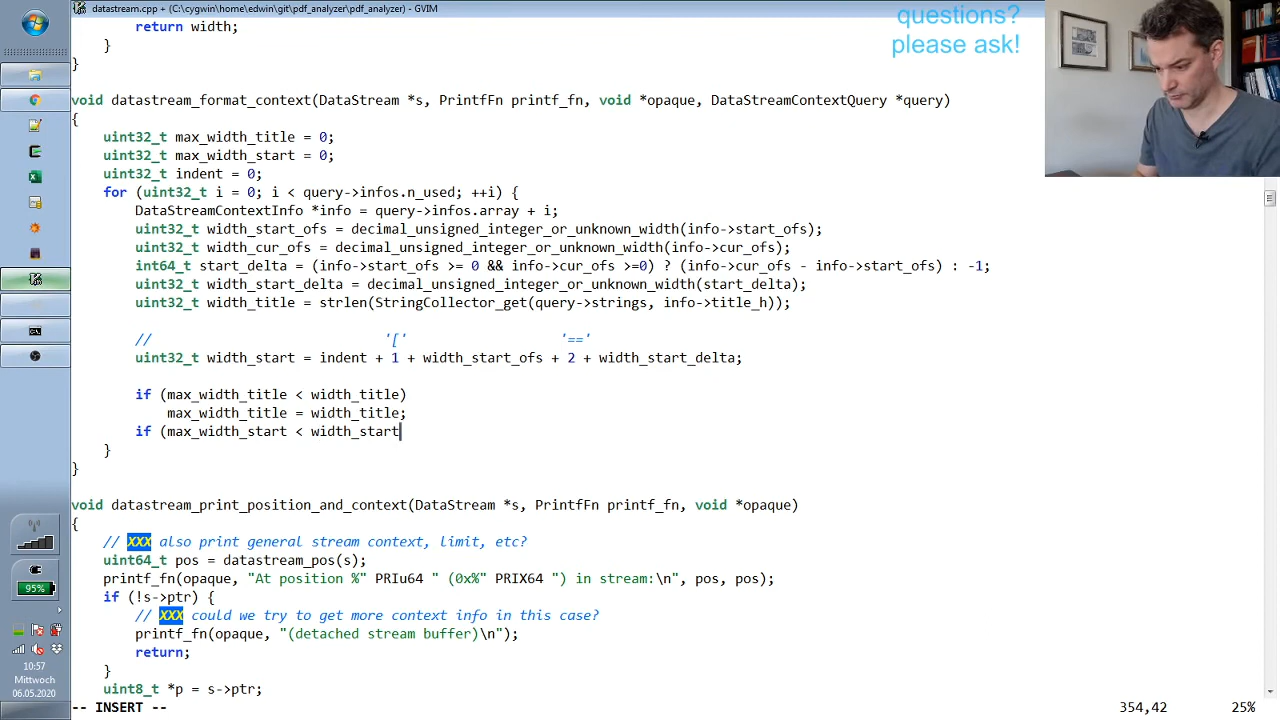 datastream.cpp + (C:\cygwin\home\edwin\git\pdf_analyzer\pdf_analyzer) - GVIM
questions?
please ask!
        return width;
    }
}
void datastream_format_context(DataStream *s, PrintfFn printf_fn, void *opaque, DataStreamContextQuery *query)
{
    uint32_t max_width_title = 0;
    uint32_t max_width_start = 0;
    uint32_t indent = 0;
    for (uint32_t i = 0; i < query->infos.n_used; ++i) {
        DataStreamContextInfo *info = query->infos.array + i;
        uint32_t width_start_ofs = decimal_unsigned_integer_or_unknown_width(info->start_ofs);
        uint32_t width_cur_ofs = decimal_unsigned_integer_or_unknown_width(info->cur_ofs);
        int64_t start_delta = (info->start_ofs >= 0 && info->cur_ofs >=0) ? (info->cur_ofs - info->start_ofs) : -1;
        uint32_t width_start_delta = decimal_unsigned_integer_or_unknown_width(start_delta);
        uint32_t width_title = strlen(StringCollector_get(query->strings, info->title_h));
        //                             '['                   '=='
        uint32_t width_start = indent + 1 + width_start_ofs + 2 + width_start_delta;
        if (max_width_title < width_title)
            max_width_title = width_title;
        if (max_width_start < width_start
    }
}
void datastream_print_position_and_context(DataStream *s, PrintfFn printf_fn, void *opaque)
{
    // XXX also print general stream context, limit, etc?
    uint64_t pos = datastream_pos(s);
    printf_fn(opaque, "At position %" PRIu64 " (0x%" PRIX64 ") in stream:\n", pos, pos);
    if (!s->ptr) {
        // XXX could we try to get more context info in this case?
        printf_fn(opaque, "(detached stream buffer)\n");
        return;
    }
    uint8_t *p = s->ptr;
-- INSERT -- 354,42 25%
95%
10:57
Mittwoch
06.05.2020